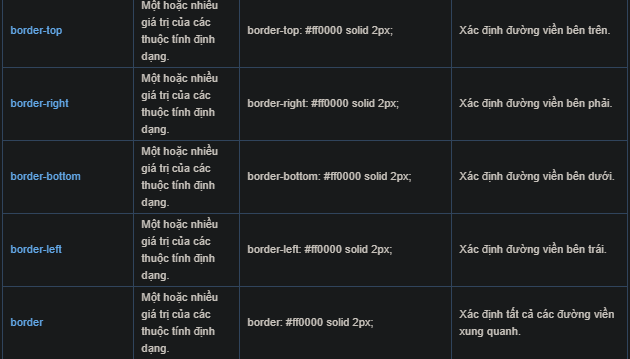 border-top
Một hoặc nhiều
giá trị của các
thuộc tính định
dạng.
border-top: #ff0000 solid 2px;
Xác định đường viền bên trên.
border-right
Một hoặc nhiều
giá trị của các
thuộc tính định
dạng.
border-right: #ff0000 solid 2px;
Xác định đường viền bên phải.
border-bottom
Một hoặc nhiều
giá trị của các
thuộc tính định
dạng.
border-bottom: #ff0000 solid 2px;
Xác định đường viền bên dưới.
border-left
Một hoặc nhiều
giá trị của các
thuộc tính định
dạng.
border-left: #ff0000 solid 2px;
Xác định đường viền bên trái.
border
Một hoặc nhiều
giá trị của các
thuộc tính định
dạng.
border: #ff0000 solid 2px;
Xác định tất cả các đường viền
xung quanh.